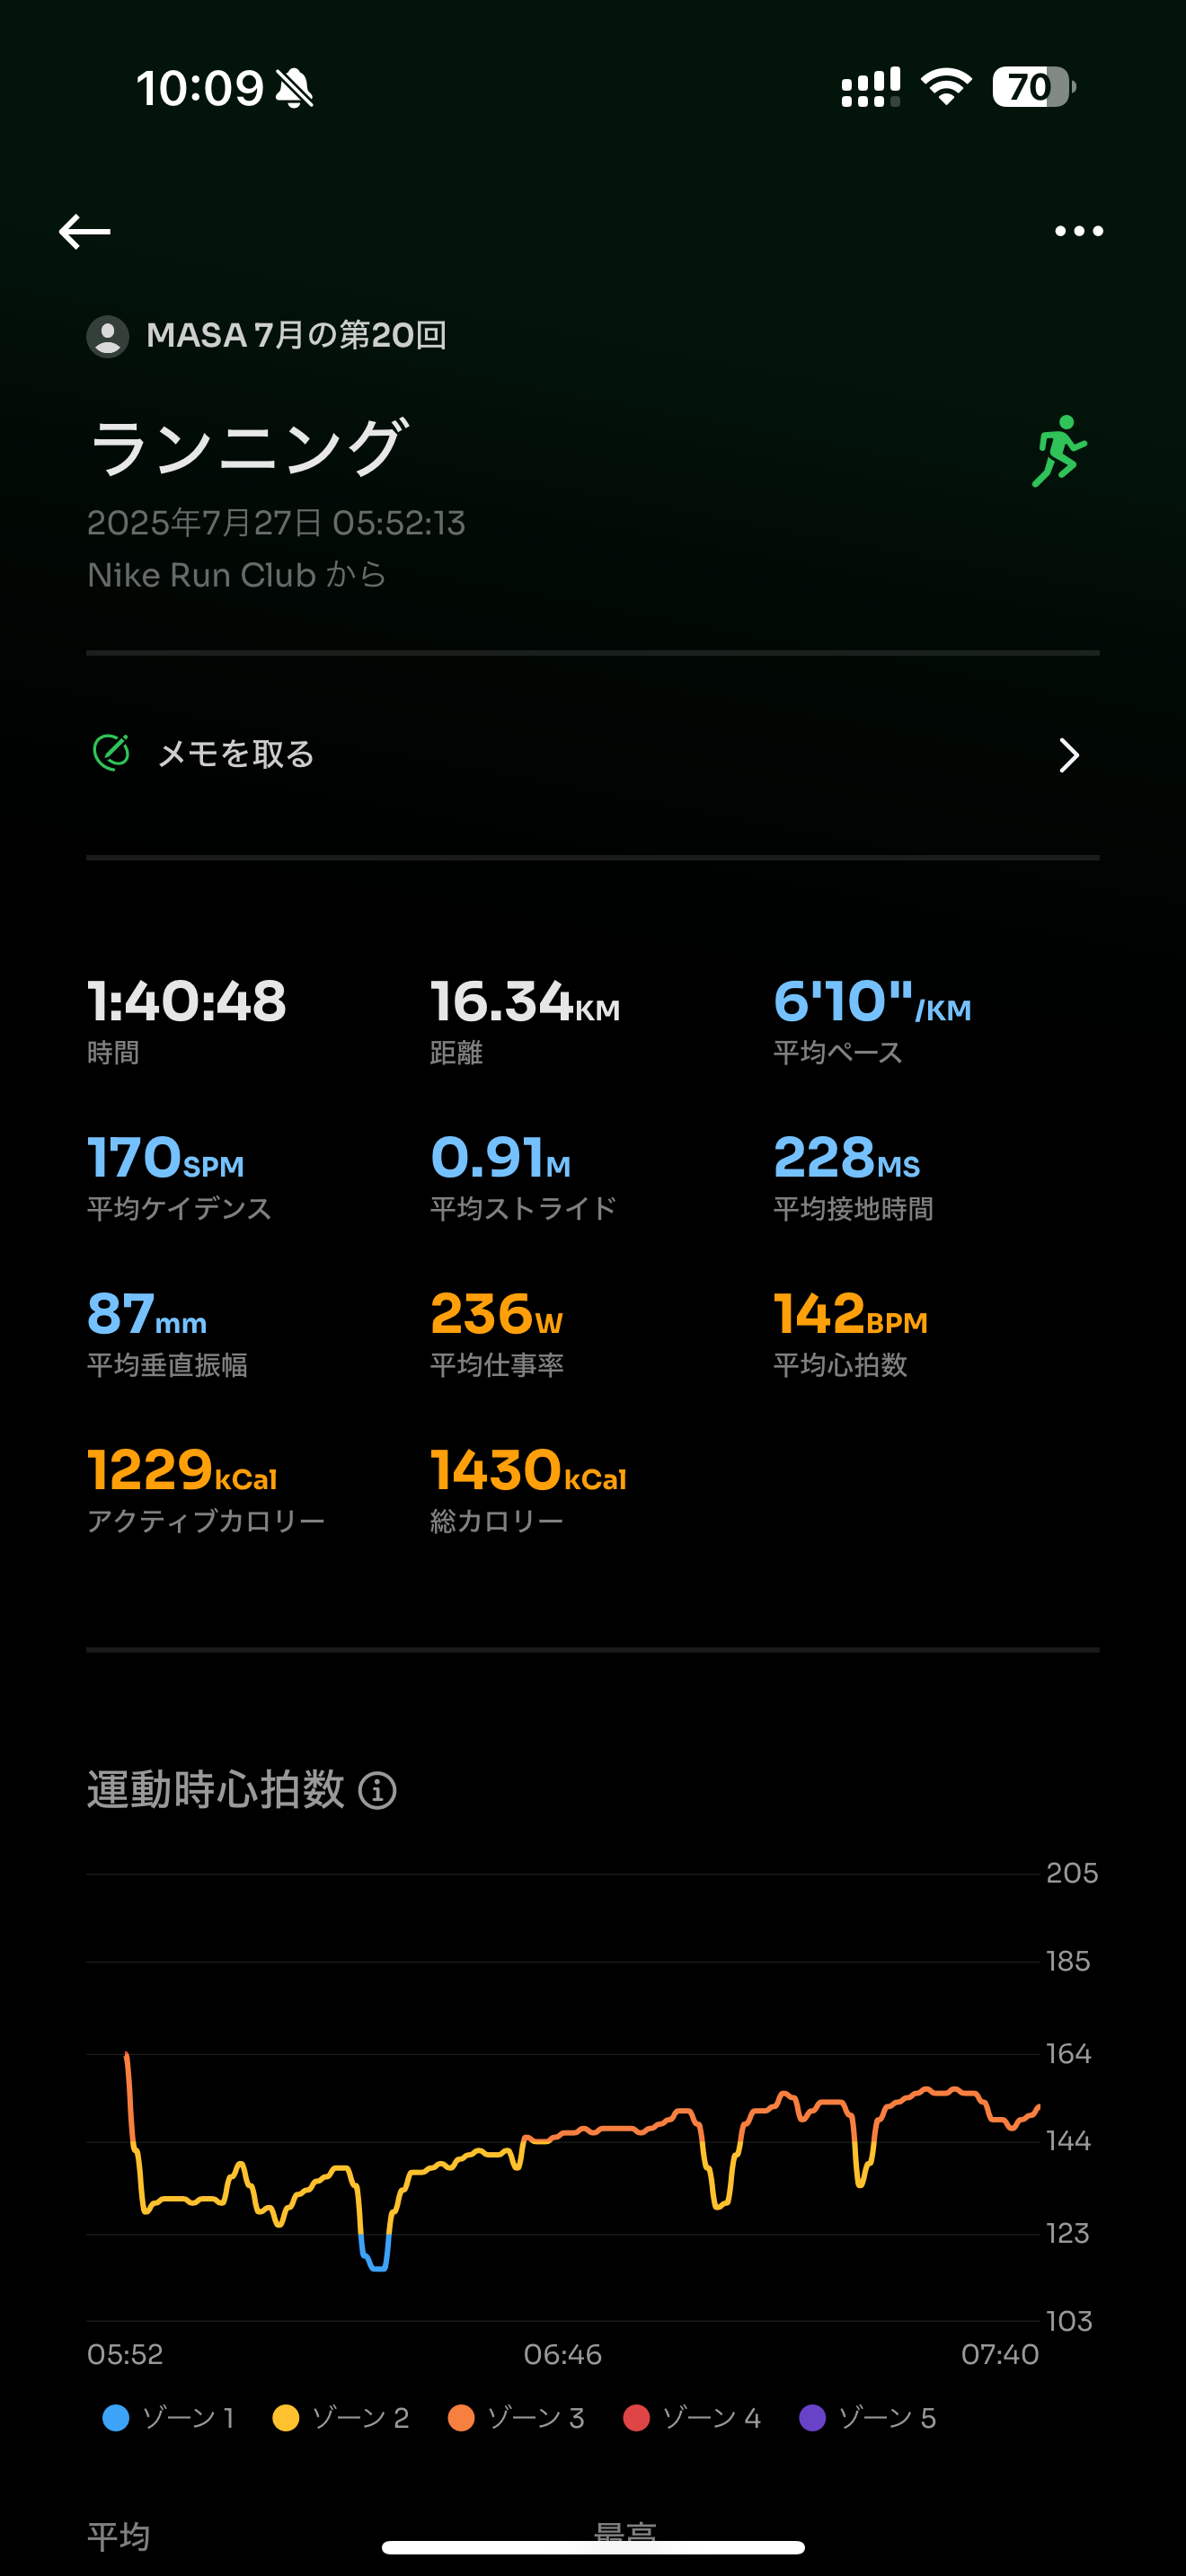 10:09
70
MASA 7月の第20回
ランニング
2025年7月27日 05:52:13
Nike Run Club から
メモを取る
1:40:48 16.34KM 6'10"/KM
時間 距離 平均ペース
170SPM 0.91M 228MS
平均ケイデンス 平均ストライド 平均接地時間
87mm 236W 142BPM
平均垂直振幅 平均仕事率 平均心拍数
1229kCal 1430kCal
アクティブカロリー 総カロリー
運動時心拍数
205
185
164
144
123
103
05:52 06:46 07:40
ゾーン 1 ゾーン 2 ゾーン 3 ゾーン 4 ゾーン 5
平均 最高